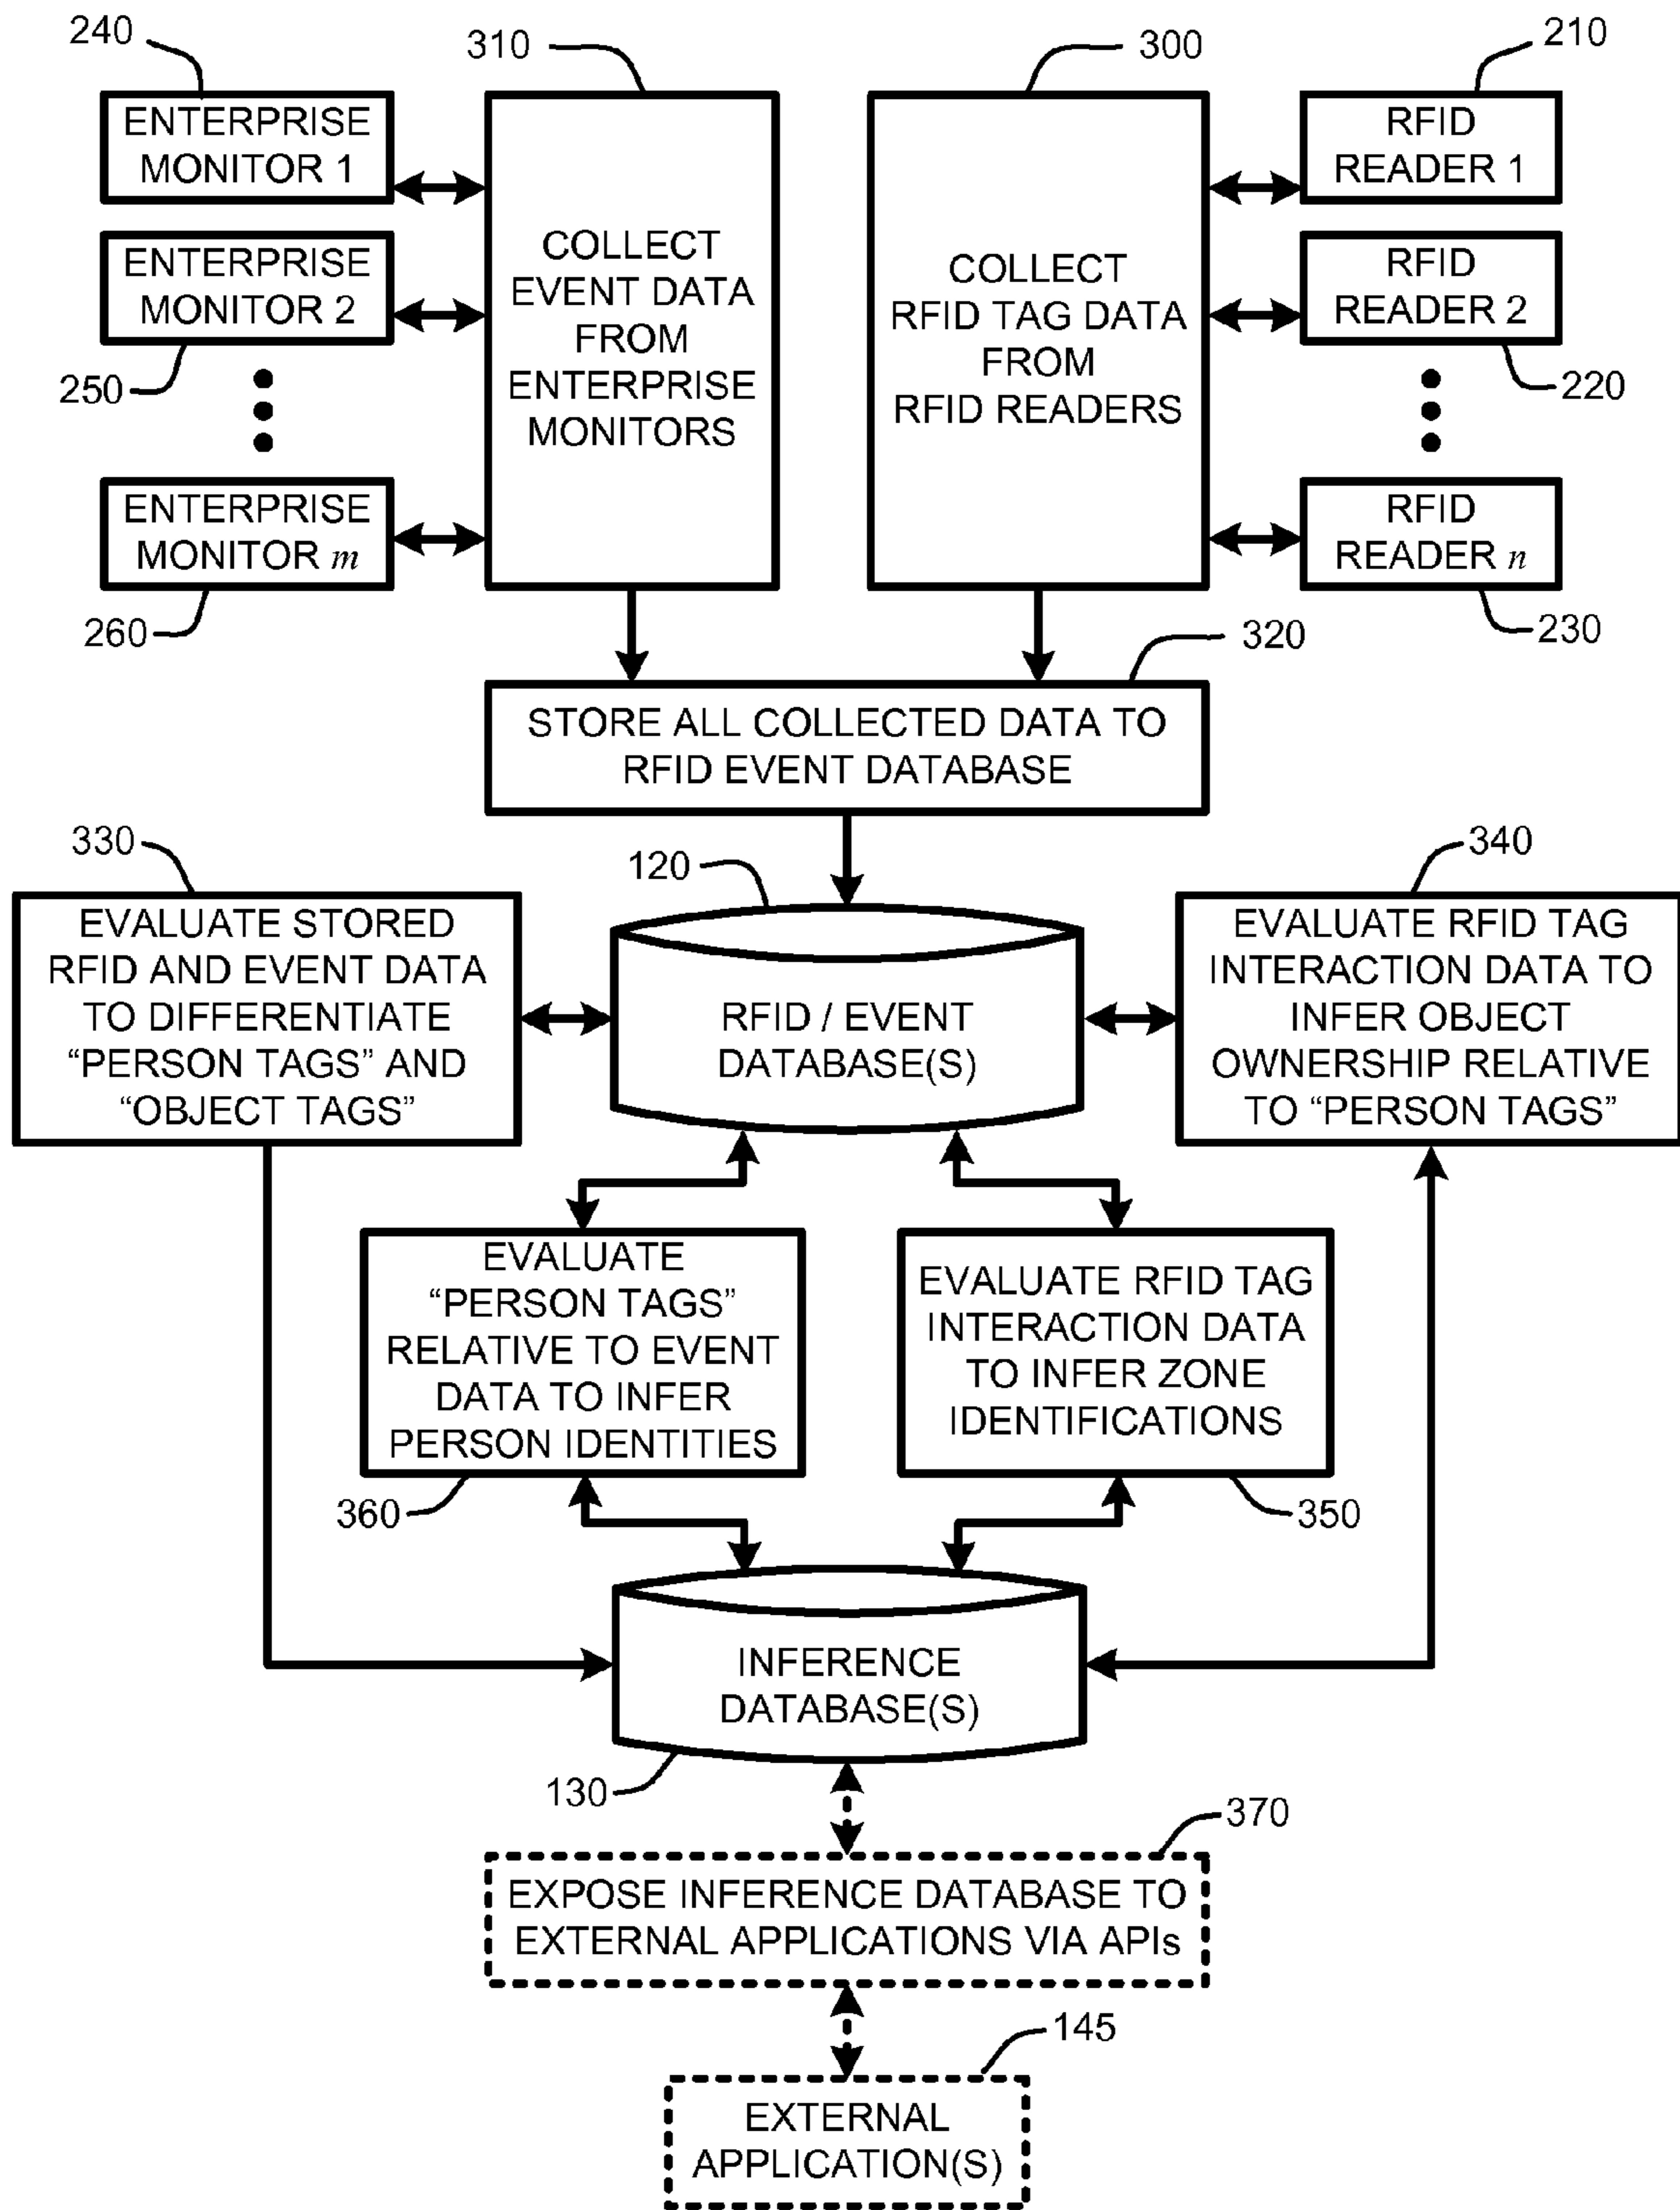 240
310
300
210
ENTERPRISE
MONITOR 1
RFID
READER 1
ENTERPRISE
MONITOR 2
COLLECT
EVENT DATA
FROM
ENTERPRISE
MONITORS
COLLECT
RFID TAG DATA
FROM
RFID READERS
RFID
READER 2
250
220
ENTERPRISE
MONITOR m
RFID
READER n
260
230
320
STORE ALL COLLECTED DATA TO
RFID EVENT DATABASE
330
120
340
EVALUATE STORED
RFID AND EVENT DATA
TO DIFFERENTIATE
“PERSON TAGS” AND
“OBJECT TAGS”
RFID / EVENT
DATABASE(S)
EVALUATE RFID TAG
INTERACTION DATA TO
INFER OBJECT
OWNERSHIP RELATIVE
TO “PERSON TAGS”
EVALUATE
“PERSON TAGS”
RELATIVE TO EVENT
DATA TO INFER
PERSON IDENTITIES
EVALUATE RFID TAG
INTERACTION DATA
TO INFER ZONE
IDENTIFICATIONS
360
350
INFERENCE
DATABASE(S)
130
370
EXPOSE INFERENCE DATABASE TO
EXTERNAL APPLICATIONS VIA APIs
145
EXTERNAL
APPLICATION(S)